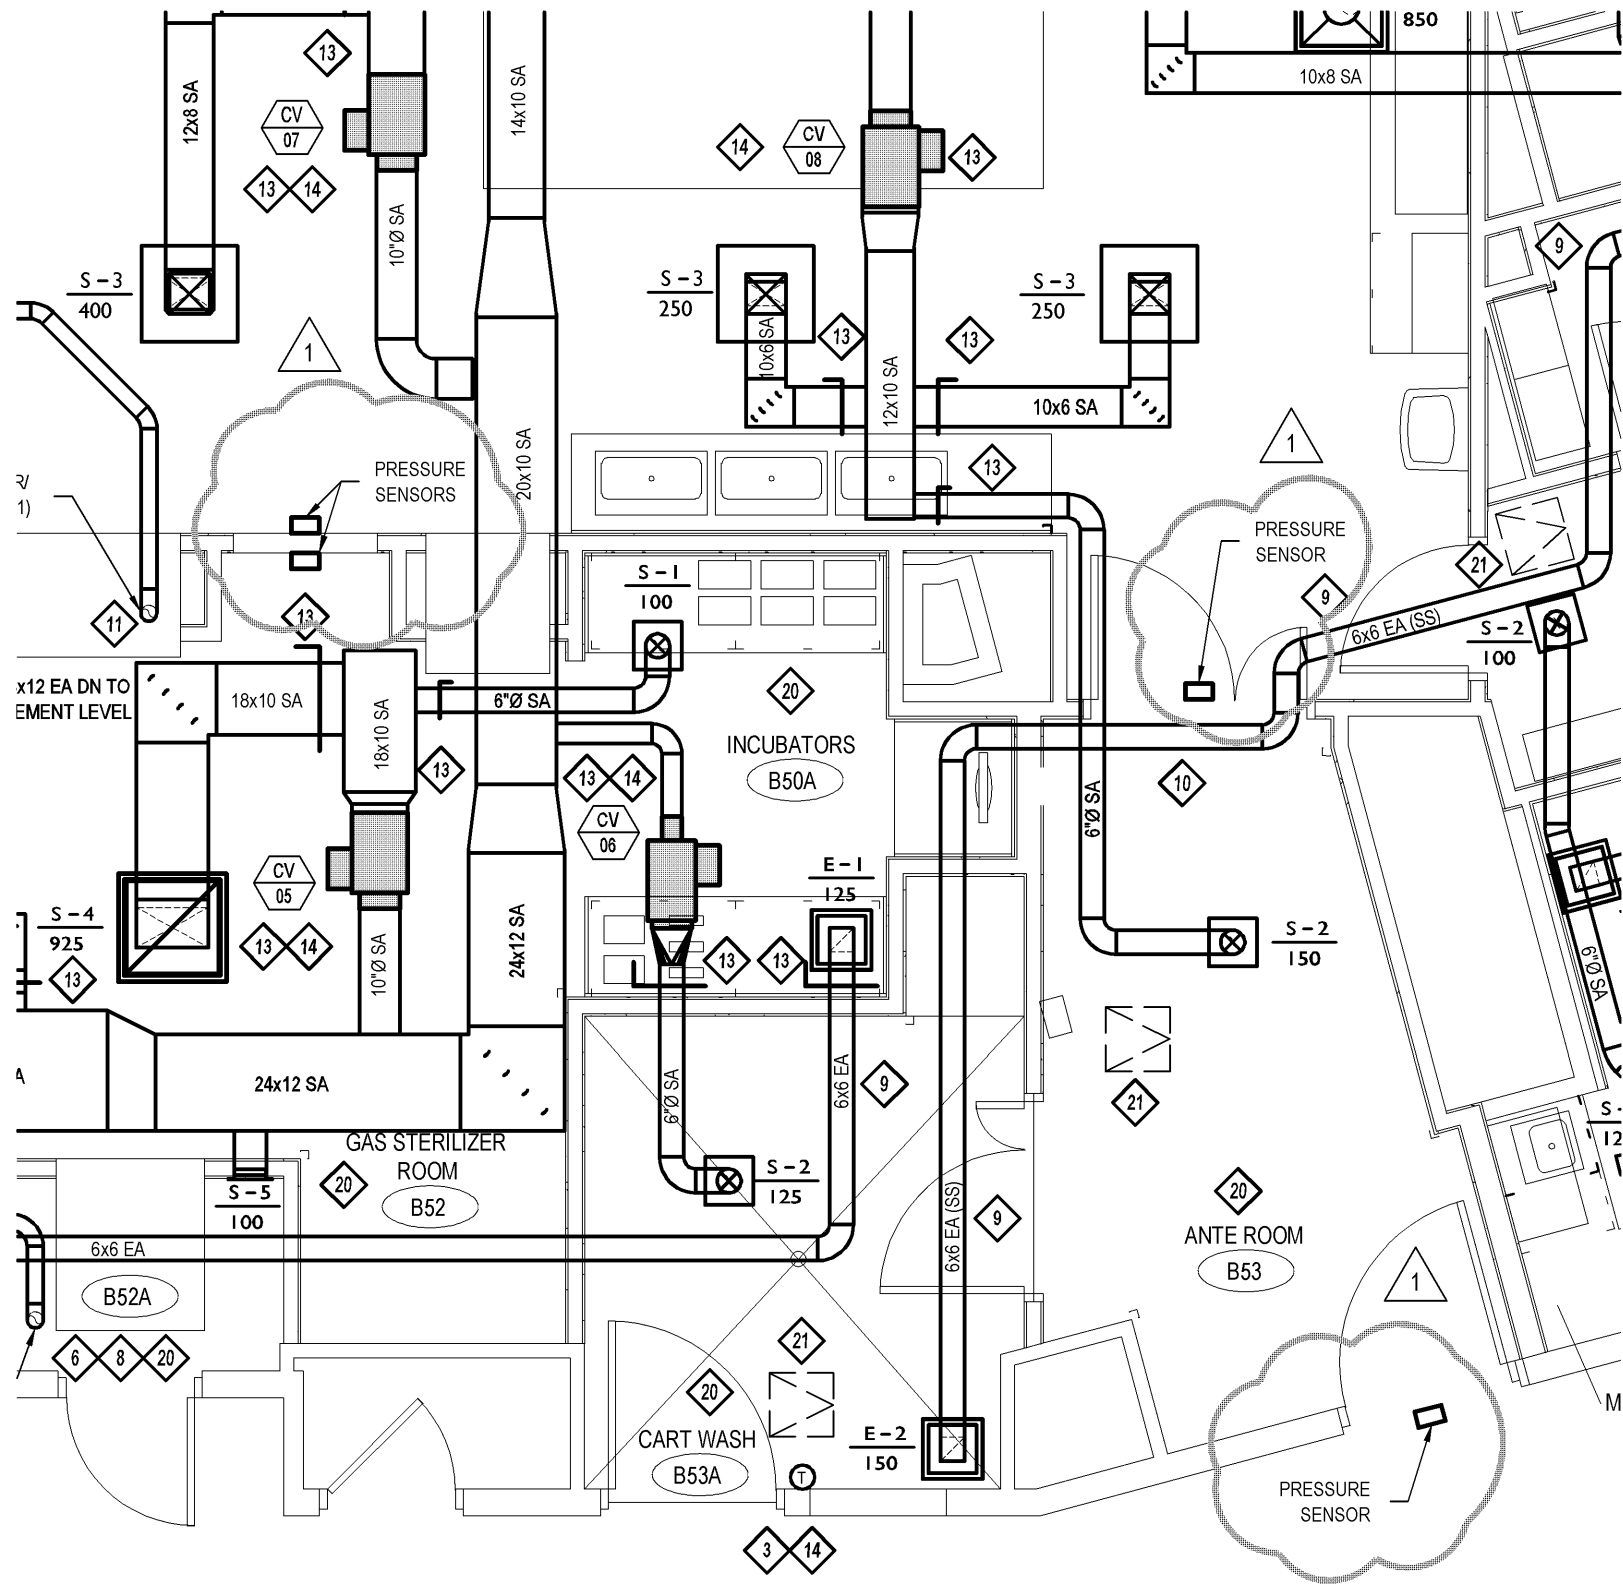 850
13
12x8 SA
14x10 SA
10x8 SA
CV
07
14
CV
08
13
13
14
10"Ø SA
9
S-3
400
S-3
250
S-3
250
1
10x6 SA
13
13
12x10 SA
10x6 SA
20x10 SA
1
PRESSURE
SENSORS
13
R/
1)
PRESSURE
SENSOR
21
S-1
100
11
13
9
6x6 EA (SS)
S-2
100
x12 EA DN TO
EMENT LEVEL
18x10 SA
6"Ø SA
20
18x10 SA
INCUBATORS
B50A
13
13
14
10
CV
06
6"Ø SA
CV
05
E-1
125
S-4
925
13
14
13
10"Ø SA
24x12 SA
13
13
S-2
150
6"Ø SA
21
24x12 SA
6"Ø SA
6x6 EA
9
A
S-
12
GAS STERILIZER
ROOM
B52
20
S-2
125
S-5
100
20
9
6x6 EA (SS)
ANTE ROOM
B53
6x6 EA
B52A
1
6
8
20
21
20
CART WASH
B53A
E-2
150
M
T
PRESSURE
SENSOR
3
14